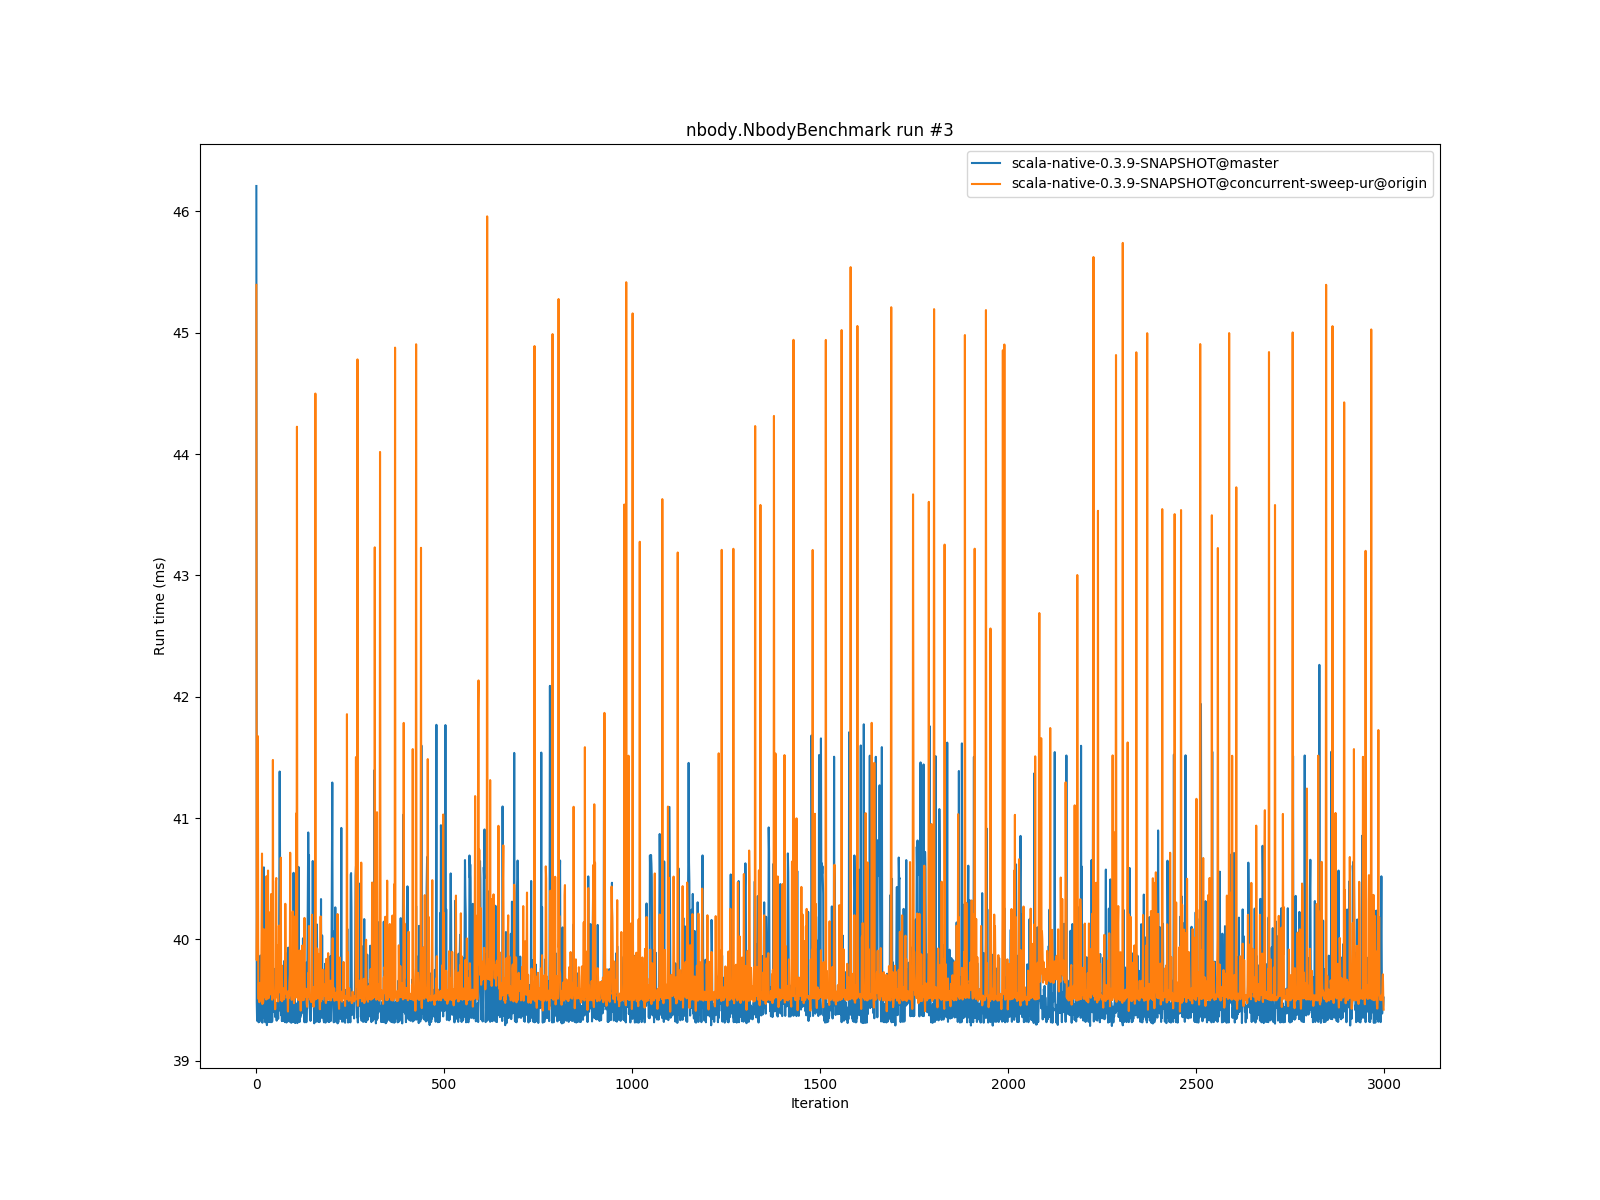 nbody.NbodyBenchmark run #3
scala-native-0.3.9-SNAPSHOT@master
scala-native-0.3.9-SNAPSHOT@concurrent-sweep-ur@origin
46
45
44
43
42
41
40
39
Run time (ms)
0 500 1000 1500 2000 2500 3000
Iteration